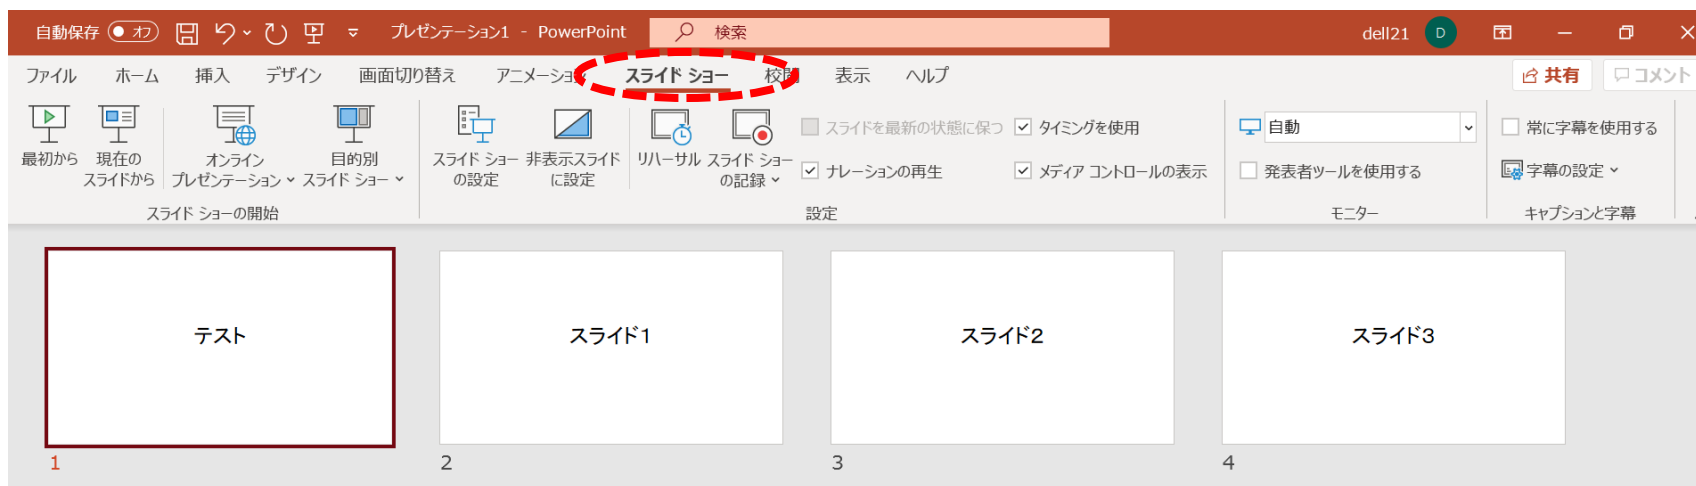 自動保存 オフ プレゼンテーション1 - PowerPoint 検索 dell21 D
ファイル ホーム 挿入 デザイン 画面切り替え アニメーション スライド ショー 校閲 表示 ヘルプ 共有 コメント
最初から
現在の
スライドから
オンライン
プレゼンテーション
目的別
スライド ショー
スライド ショーの開始
スライド ショー
の設定
非表示スライド
に設定
リハーサル
スライド ショー
の記録
スライドを最新の状態に保つ
ナレーションの再生
タイミングを使用
メディア コントロールの表示
設定
自動
発表者ツールを使用する
モニター
常に字幕を使用する
字幕の設定
キャプションと字幕
テスト
1
スライド1
2
スライド2
3
スライド3
4